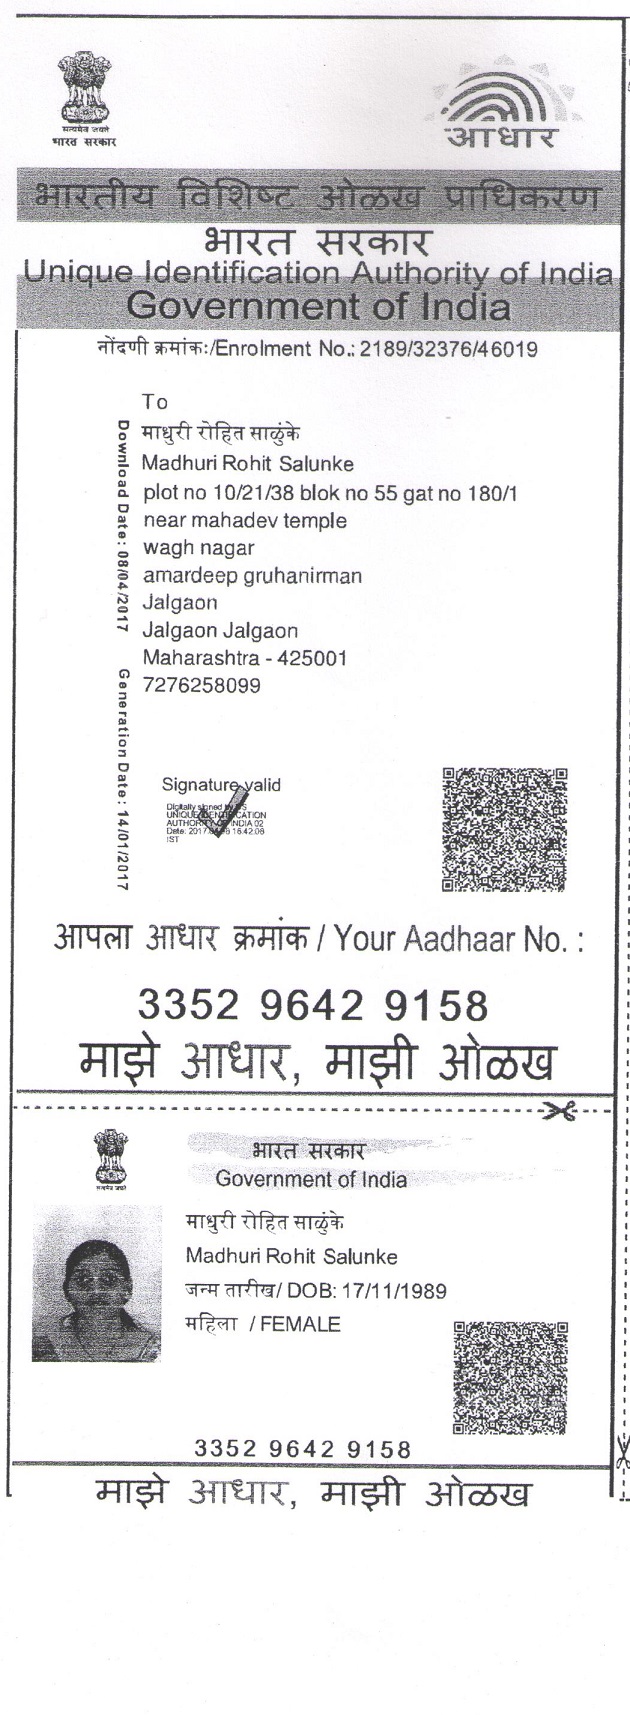 सत्यमेव जयते
भारत सरकार
आधार
भारतीय विशिष्ट ओळख प्राधिकरण
भारत सरकार
Unique Identification Authority of India
Government of India
नोंदणी क्रमांकः/Enrolment No.: 2189/32376/46019
To
माधुरी रोहित साळुंके
Madhuri Rohit Salunke
plot no 10/21/38 blok no 55 gat no 180/1
near mahadev temple
wagh nagar
amardeep gruhanirman
Jalgaon
Jalgaon Jalgaon
Maharashtra - 425001
7276258099
Download Date: 08/04/2017
Generation Date: 14/01/2017
Signature valid
Digitally signed by DS
UNIQUE IDENTIFICATION
AUTHORITY OF INDIA 02
Date: 2017 16:42:06
IST
आपला आधार क्रमांक / Your Aadhaar No. :
3352 9642 9158
माझे आधार, माझी ओळख
भारत सरकार
Government of India
माधुरी रोहित साळुंके
Madhuri Rohit Salunke
जन्म तारीख/ DOB: 17/11/1989
महिला / FEMALE
3352 9642 9158
माझे आधार, माझी ओळख